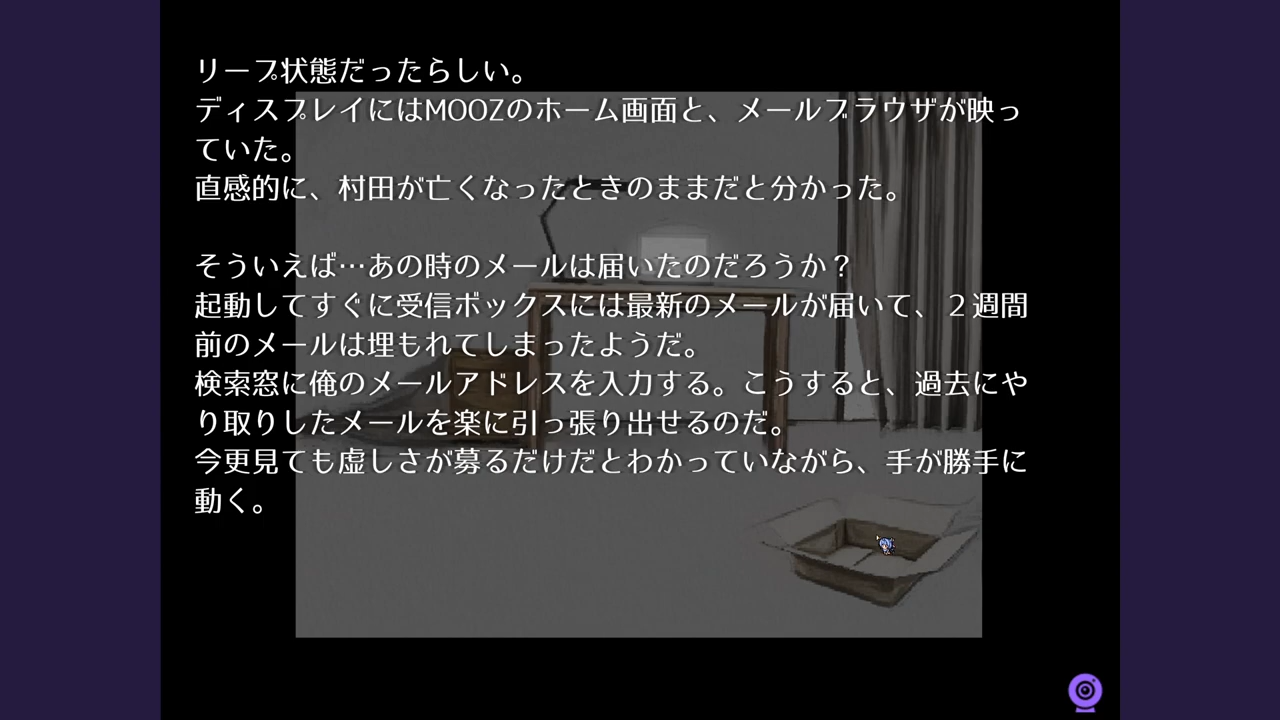 リープ状態だったらしい。
ディスプレイにはMOOZのホーム画面と、メールブラウザが映っ
ていた。
直感的に、村田が亡くなったときのままだと分かった。
そういえば…あの時のメールは届いたのだろうか？
起動してすぐに受信ボックスには最新のメールが届いて、２週間
前のメールは埋もれてしまったようだ。
検索窓に俺のメールアドレスを入力する。こうすると、過去にや
り取りしたメールを楽に引っ張り出せるのだ。
今更見ても虚しさが募るだけだとわかっていながら、手が勝手に
動く。